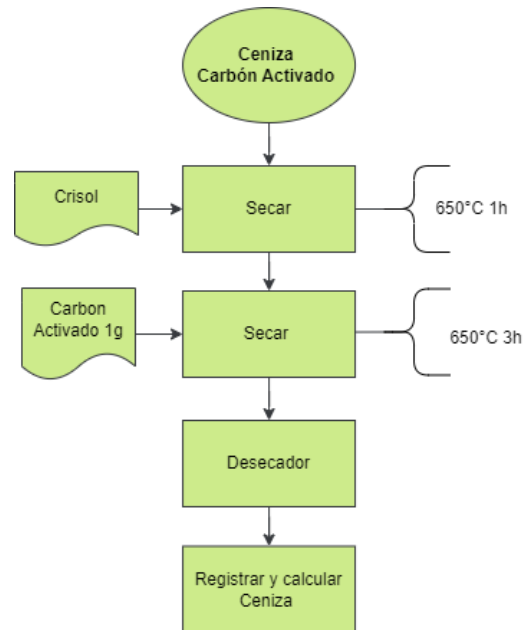 Ceniza
Carbón Activado
Crisol
Secar
650°C 1h
Carbon
Activado 1g
Secar
650°C 3h
Desecador
Registrar y calcular
Ceniza